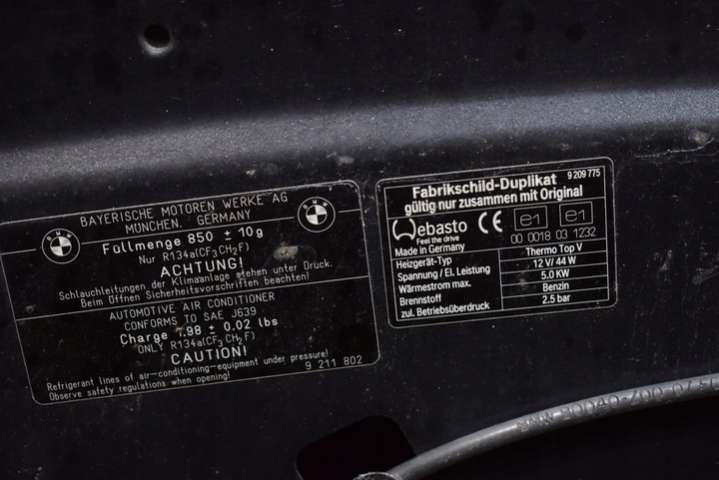 BAYERISCHE MOTOREN WERKE AG
MÜNCHEN, GERMANY
Füllmenge 850 ± 10g
Nur R134a(CF3CH2F)
ACHTUNG!
Schlauchleitungen der Klimaanlage stehen unter Druck.
Beim Öffnen Sicherheitsvorschriften beachten!
AUTOMOTIVE AIR CONDITIONER
CONFORMS TO SAE J639
Charge 1.98 ± 0.02 lbs
ONLY R134a(CF3CH2F)
CAUTION!
Refrigerant lines of air-conditioning-equipment under pressure!
Observe safety regulations when opening!
9 211 802
9 209 775
Fabrikschild-Duplikat
gültig nur zusammen mit Original
Webasto
Feel the drive
CE
e1
e1
Made in Germany
00 0018 03 1232
Heizgerät-Typ Thermo Top V
Spannung / El. Leistung 12 V/ 44 W
Wärmestrom max. 5.0 KW
Brennstoff Benzin
zul. Betriebsüberdruck 2.5 bar